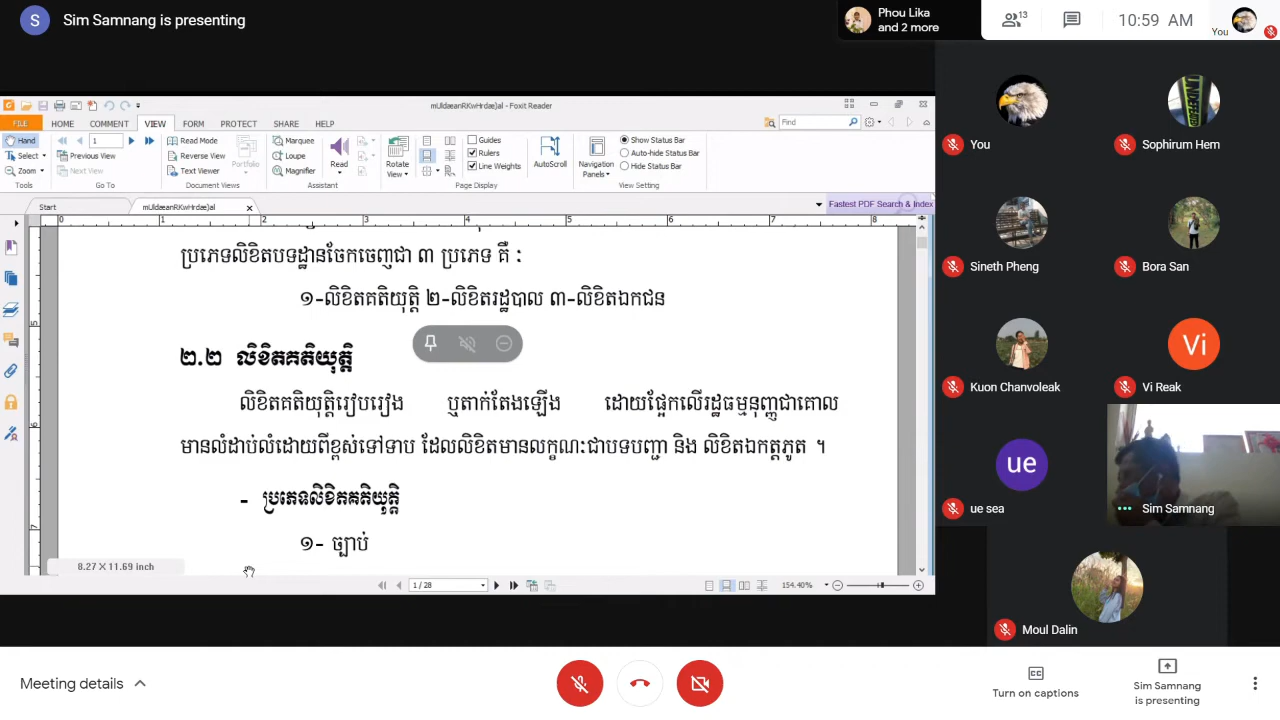 S
Sim Samnang is presenting
Phou Lika
and 2 more
13
10:59 AM
You
mUldæanRKwHrdæ)al - Foxit Reader
FILE
HOME
COMMENT
VIEW
FORM
PROTECT
SHARE
HELP
Find
Hand
Select
Zoom
Tools
1
Previous View
Next View
Go To
Read Mode
Reverse View
Text Viewer
Portfolio
Document Views
Marquee
Loupe
Magnifier
Read
Assistant
Rotate
View
Guides
Rulers
Line Weights
Page Display
AutoScroll
Navigation
Panels
Show Status Bar
Auto-hide Status Bar
Hide Status Bar
View Setting
Start
mUldæanRKwHrdæ)al
Fastest PDF Search & Index
0 1 2 3 4 5 6 7 8
5
6
7
ប្រភេទលិខិតបទដ្ឋានចែកចេញជា ៣ ប្រភេទ គឺ ៖
១-លិខិតគតិយុត្តិ ២-លិខិតរដ្ឋបាល ៣-លិខិតឯកជន
២.២ លិខិតគតិយុត្តិ
លិខិតគតិយុត្តិរៀបរៀង ឬតាក់តែងឡើង ដោយផ្អែកលើរដ្ឋធម្មនុញ្ញជាគោល
មានលំដាប់លំដោយពីខ្ពស់ទៅទាប ដែលលិខិតមានលក្ខណៈជាបទបញ្ជា និង លិខិតឯកត្តភូត ។
- ប្រភេទលិខិតគតិយុត្តិ
១- ច្បាប់
8.27 x 11.69 inch
1 / 28
154.40%
You
Sophirum Hem
Sineth Pheng
Bora San
Kuon Chanvoleak
Vi
Vi Reak
ue
ue sea
Sim Samnang
Moul Dalin
Meeting details
CC
Turn on captions
Sim Samnang
is presenting